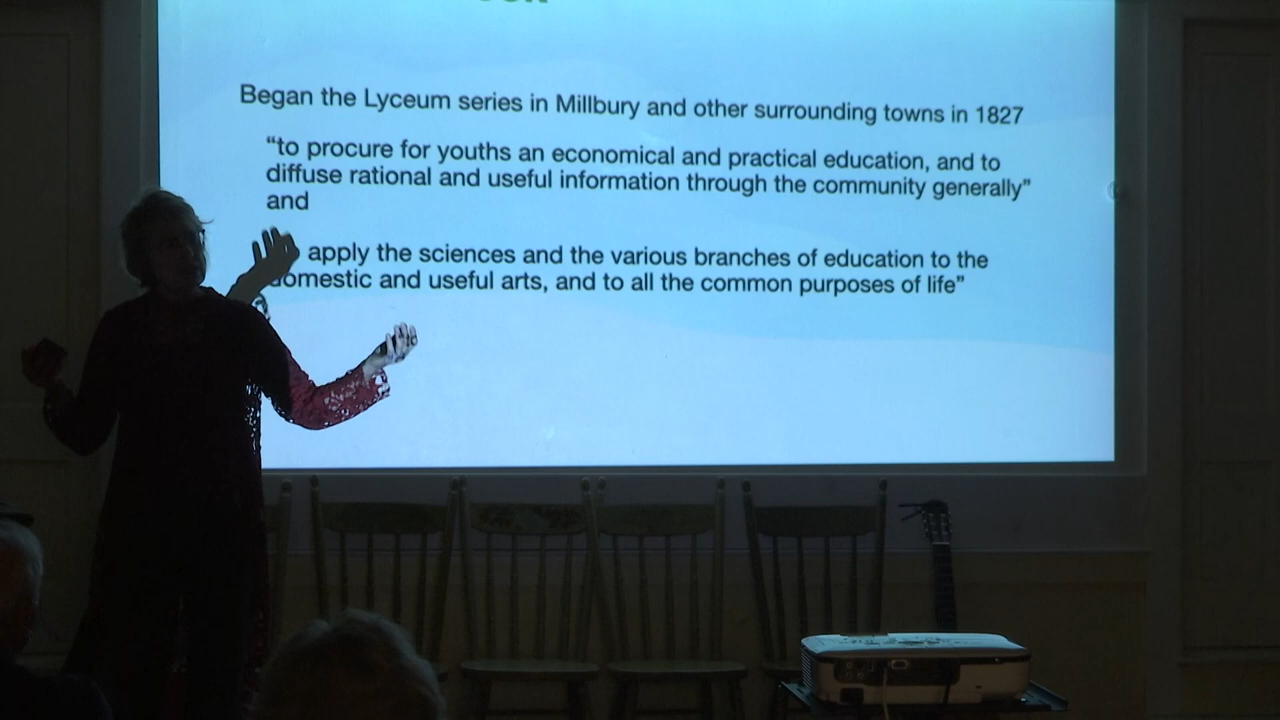 Began the Lyceum series in Millbury and other surrounding towns in 1827
“to procure for youths an economical and practical education, and to
diffuse rational and useful information through the community generally”
and
apply the sciences and the various branches of education to the
domestic and useful arts, and to all the common purposes of life”